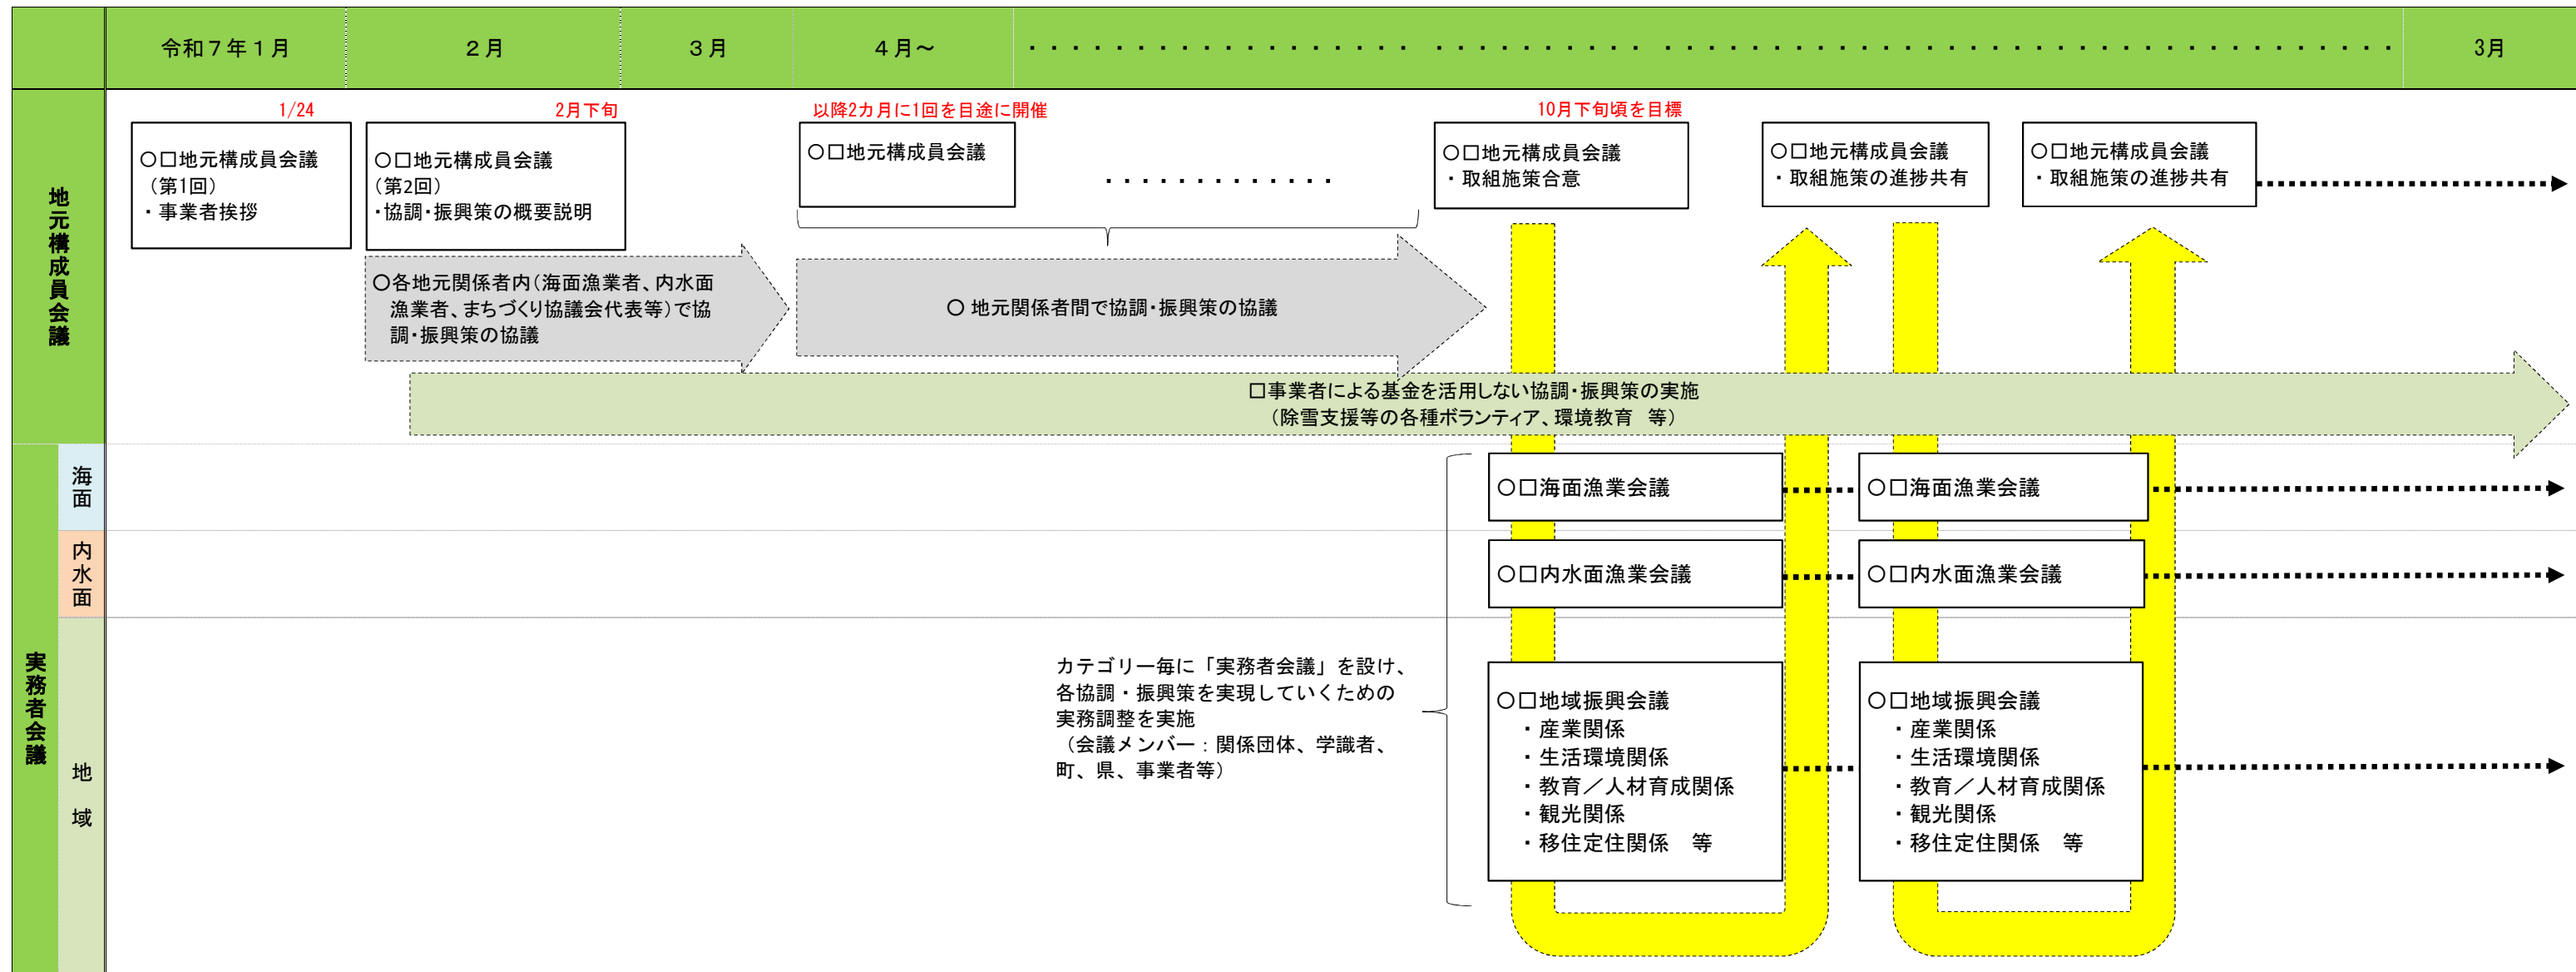 令和７年１月
２月
３月
４月～
・・・・・・・・・・・・・・・・・・ ・・・・・・・・・・ ・・・・・・・・・・・・・・・・・・・・・・・・・・・・・・・・・・
3月
地元構成員会議
1/24
○□地元構成員会議
（第1回）
・事業者挨拶
2月下旬
○□地元構成員会議
(第2回)
・協調・振興策の概要説明
以降2カ月に1回を目途に開催
○□地元構成員会議
・・・・・・・・・・・・・
10月下旬頃を目標
○□地元構成員会議
・取組施策合意
○□地元構成員会議
・取組施策の進捗共有
○□地元構成員会議
・取組施策の進捗共有
○各地元関係者内（海面漁業者、内水面
漁業者、まちづくり協議会代表等）で協
調・振興策の協議
○ 地元関係者間で協調・振興策の協議
□事業者による基金を活用しない協調・振興策の実施
（除雪支援等の各種ボランティア、環境教育　等）
実務者会議
海面
○□海面漁業会議
○□海面漁業会議
内水面
○□内水面漁業会議
○□内水面漁業会議
地域
カテゴリー毎に「実務者会議」を設け、
各協調・振興策を実現していくための
実務調整を実施
（会議メンバー：関係団体、学識者、
町、県、事業者等）
○□地域振興会議
・産業関係
・生活環境関係
・教育／人材育成関係
・観光関係
・移住定住関係　等
○□地域振興会議
・産業関係
・生活環境関係
・教育／人材育成関係
・観光関係
・移住定住関係　等